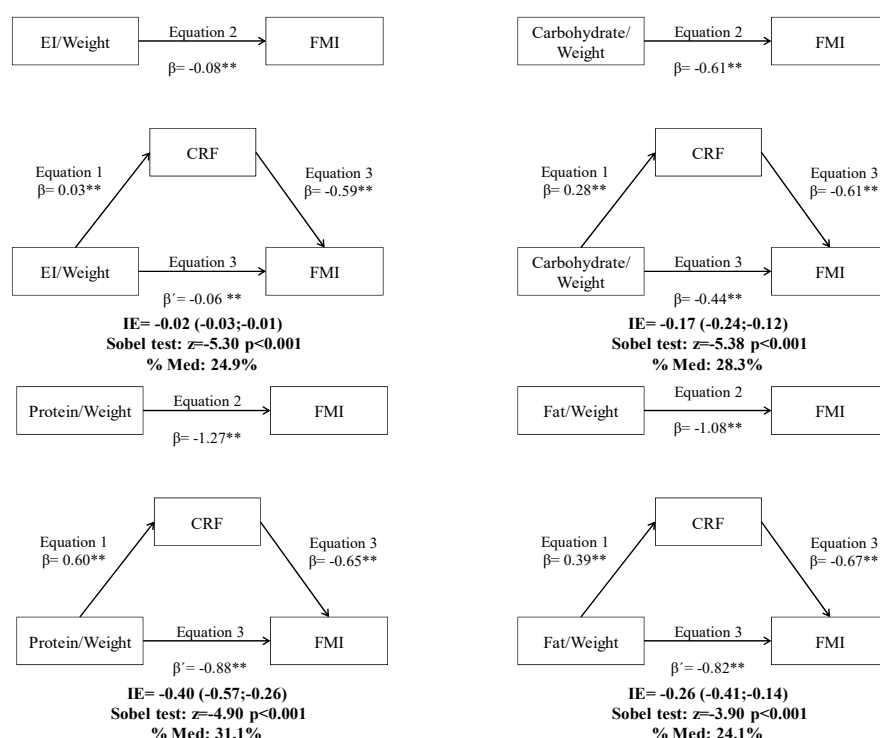 EI/Weight
Equation 2
β= -0.08**
FMI
CRF
Equation 1
β= 0.03**
Equation 3
β= -0.59**
EI/Weight
Equation 3
β´= -0.06 **
FMI
IE= -0.02 (-0.03;-0.01)
Sobel test: z=-5.30 p<0.001
% Med: 24.9%
Carbohydrate/
Weight
Equation 2
β= -0.61**
FMI
CRF
Equation 1
β= 0.28**
Equation 3
β= -0.61**
Carbohydrate/
Weight
Equation 3
β= -0.44**
FMI
IE= -0.17 (-0.24;-0.12)
Sobel test: z=-5.38 p<0.001
% Med: 28.3%
Protein/Weight
Equation 2
β= -1.27**
FMI
CRF
Equation 1
β= 0.60**
Equation 3
β= -0.65**
Protein/Weight
Equation 3
β´= -0.88**
FMI
IE= -0.40 (-0.57;-0.26)
Sobel test: z=-4.90 p<0.001
% Med: 31.1%
Fat/Weight
Equation 2
β= -1.08**
FMI
CRF
Equation 1
β= 0.39**
Equation 3
β= -0.67**
Fat/Weight
Equation 3
β´= -0.82**
FMI
IE= -0.26 (-0.41;-0.14)
Sobel test: z=-3.90 p<0.001
% Med: 24.1%